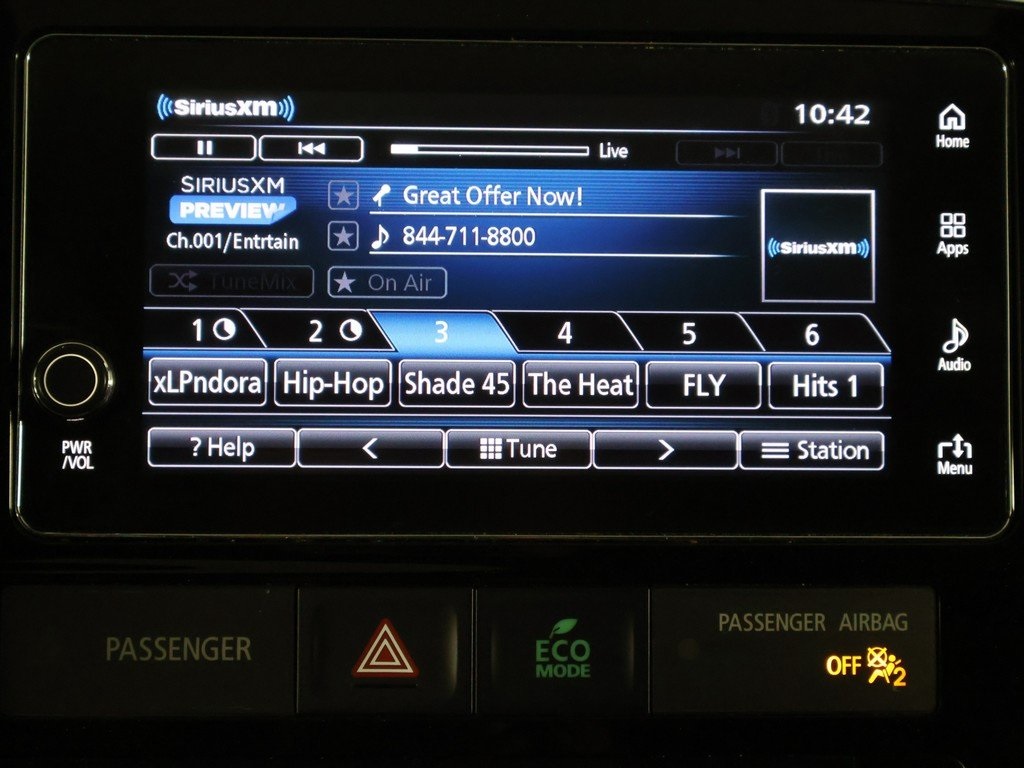 SiriusXM
10:42
Live
Home
SIRIUSXM
PREVIEW
Ch.001/Entrtain
Great Offer Now!
844-711-8800
SiriusXM
Apps
TuneMix
On Air
1 2 3 4 5 6
xLPndora Hip-Hop Shade 45 The Heat FLY Hits 1
Audio
? Help < Tune > Station
PWR
/VOL
Menu
PASSENGER
ECO
MODE
PASSENGER AIRBAG
OFF 2